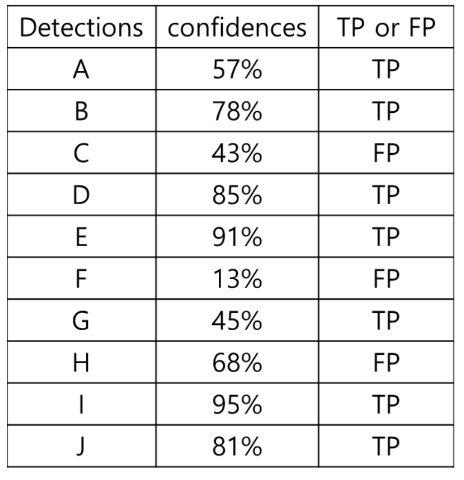 Detections confidences TP or FP
A 57% TP
B 78% TP
C 43% FP
D 85% TP
E 91% TP
F 13% FP
G 45% TP
H 68% FP
I 95% TP
J 81% TP